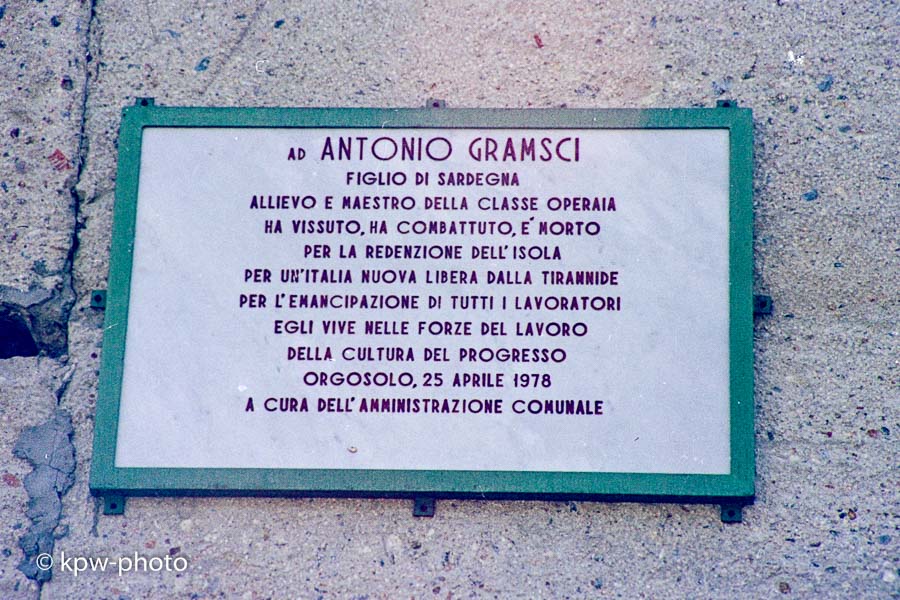 AD ANTONIO GRAMSCI
FIGLIO DI SARDEGNA
ALLIEVO E MAESTRO DELLA CLASSE OPERAIA
HA VISSUTO, HA COMBATTUTO, E' MORTO
PER LA REDENZIONE DELL'ISOLA
PER UN'ITALIA NUOVA LIBERA DALLA TIRANNIDE
PER L'EMANCIPAZIONE DI TUTTI I LAVORATORI
EGLI VIVE NELLE FORZE DEL LAVORO
DELLA CULTURA DEL PROGRESSO
ORGOSOLO, 25 APRILE 1978
A CURA DELL'AMMINISTRAZIONE COMUNALE
© kpw-photo